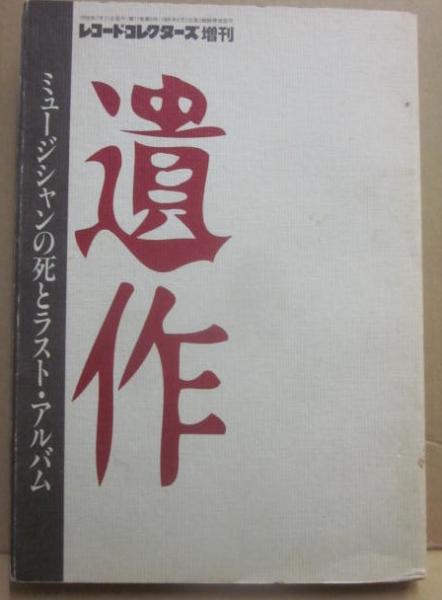 レコードコレクターズ増刊
遺作
ミュージシャンの死とラスト・アルバム